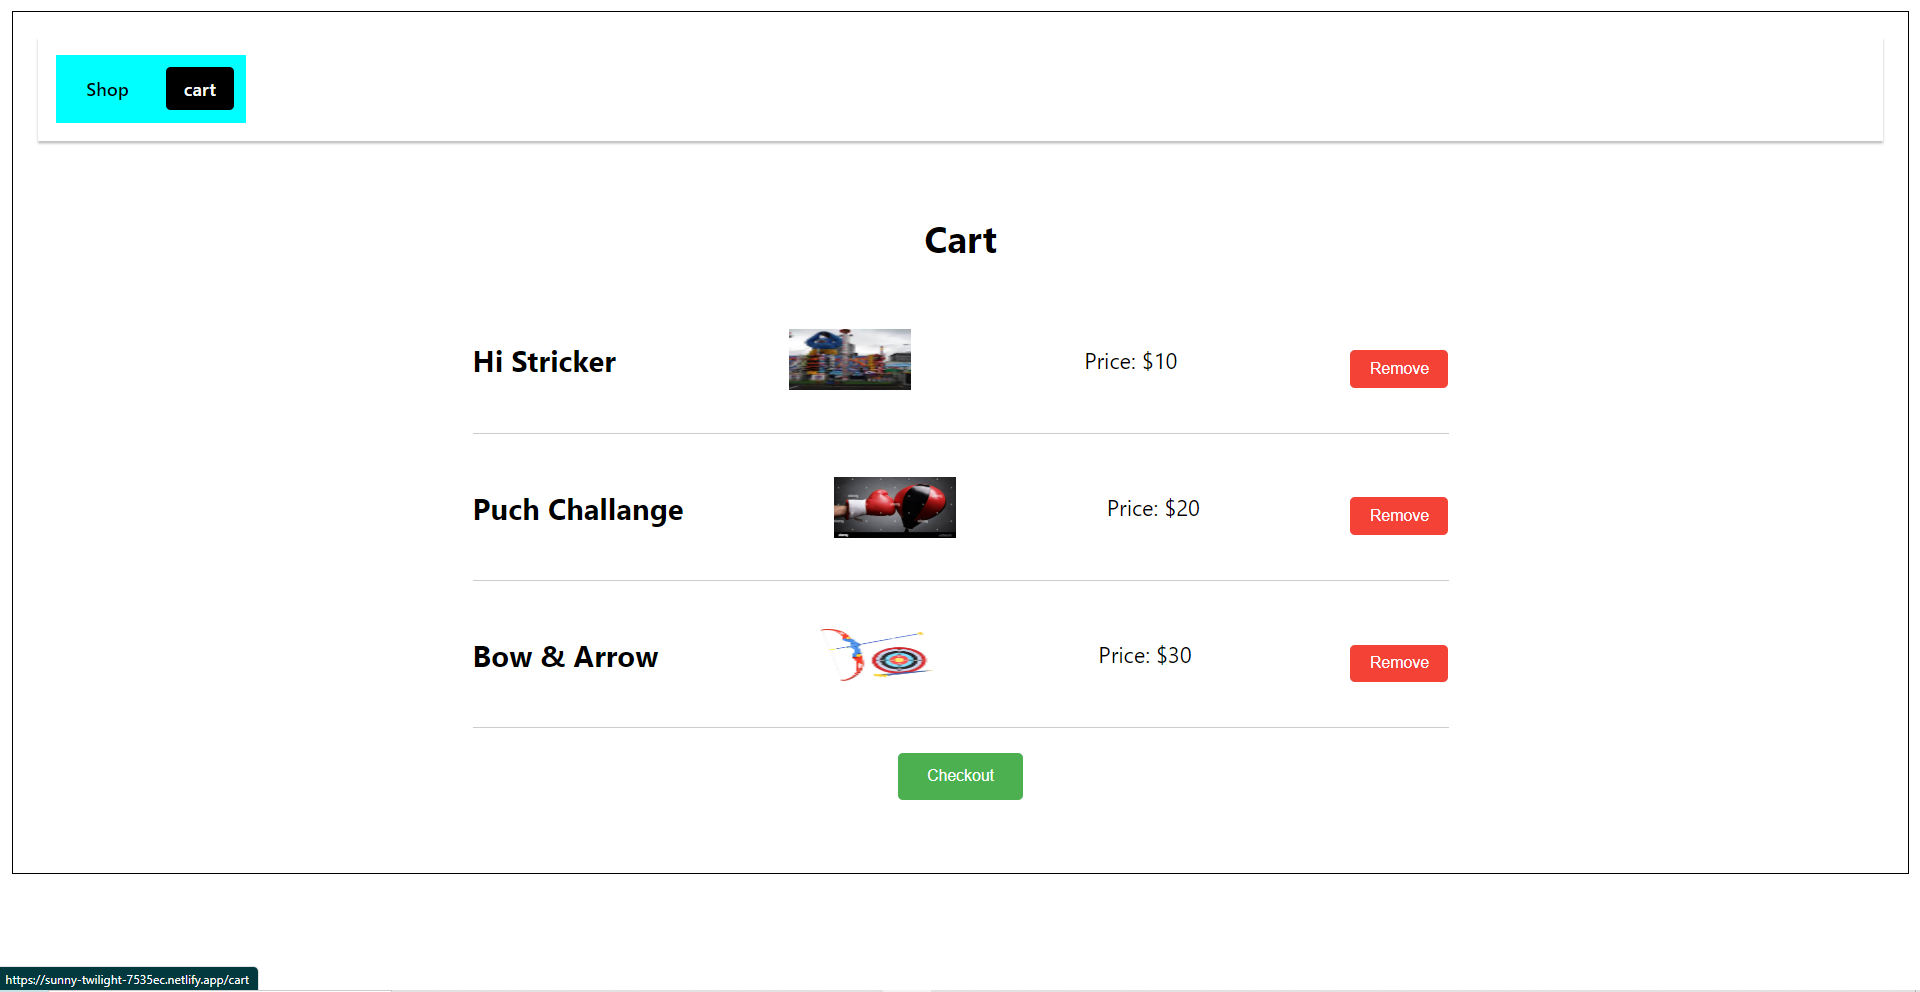 Shop cart
Cart
Hi Stricker Price: $10 Remove
Puch Challange Price: $20 Remove
Bow & Arrow Price: $30 Remove
Checkout
https://sunny-twilight-7535ec.netlify.app/cart